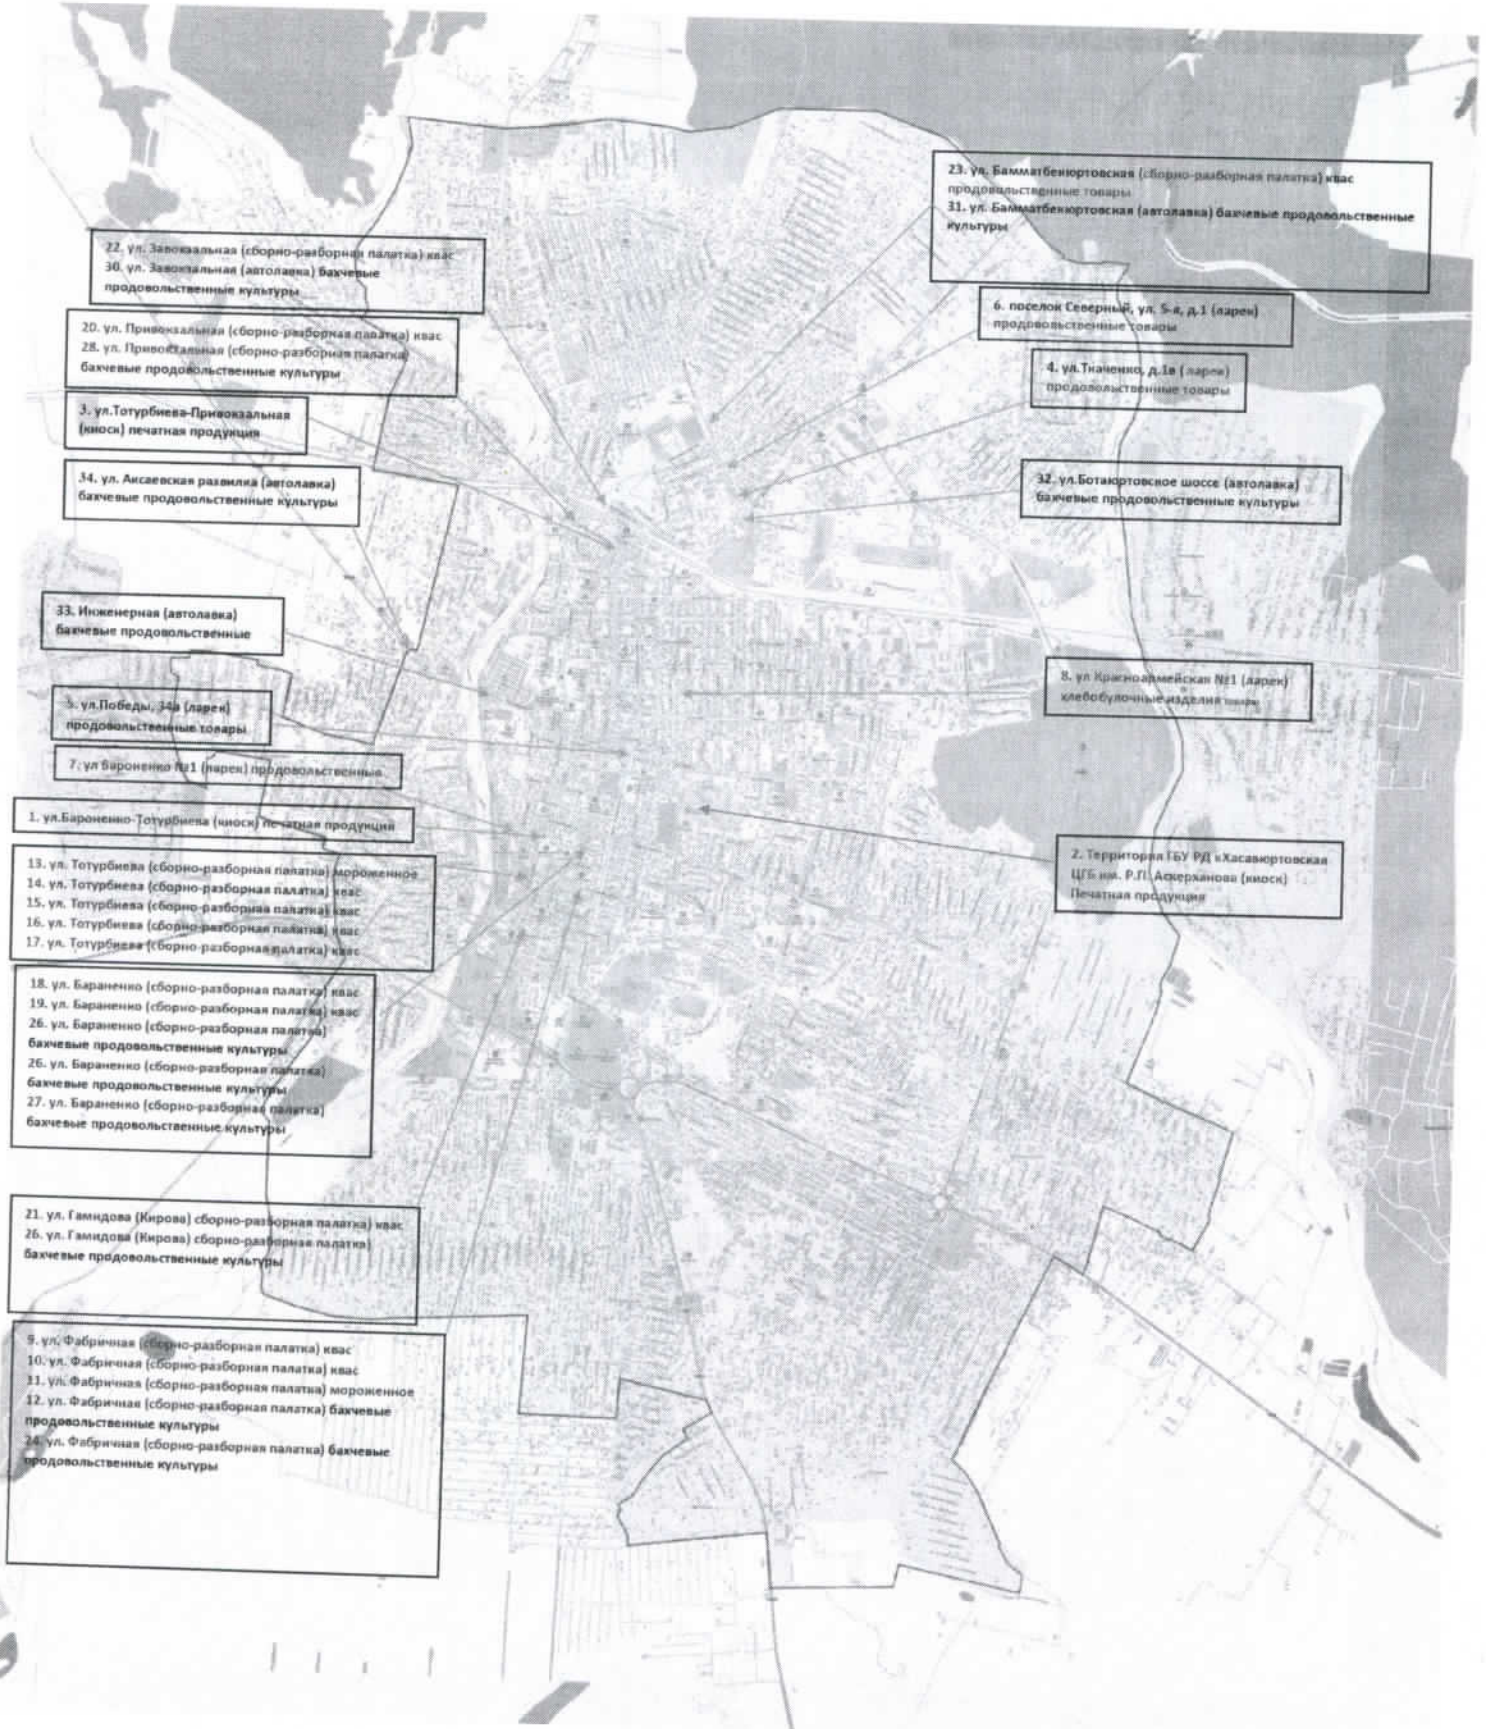 22. ул. Завокзальная (сборно-разборная палатка) квас
30. ул. Завокзальная (автолавка) бахчевые
продовольственные культуры
20. ул. Привокзальная (сборно-разборная палатка) квас
28. ул. Привокзальная (сборно-разборная палатка)
бахчевые продовольственные культуры
3. ул.Тотурбиева-Привокзальная
(киоск) печатная продукция
34. ул. Аксаевская развилка (автолавка)
бахчевые продовольственные культуры
33. Инженерная (автолавка)
бахчевые продовольственные
5. ул.Победы, 34а (ларек)
продовольственные товары
7. ул Бароненко №1 (ларек) продовольственные
1. ул.Бароненко-Тотурбиева (киоск) печатная продукция
13. ул. Тотурбиева (сборно-разборная палатка) мороженное
14. ул. Тотурбиева (сборно-разборная палатка) квас
15. ул. Тотурбиева (сборно-разборная палатка) квас
16. ул. Тотурбиева (сборно-разборная палатка) квас
17. ул. Тотурбиева (сборно-разборная палатка) квас
18. ул. Бараненко (сборно-разборная палатка) квас
19. ул. Бараненко (сборно-разборная палатка) квас
26. ул. Бараненко (сборно-разборная палатка)
бахчевые продовольственные культуры
26. ул. Бараненко (сборно-разборная палатка)
бахчевые продовольственные культуры
27. ул. Бараненко (сборно-разборная палатка)
бахчевые продовольственные культуры
21. ул. Гамидова (Кирова) сборно-разборная палатка) квас
26. ул. Гамидова (Кирова) сборно-разборная палатка)
бахчевые продовольственные культуры
9. ул. Фабричная (сборно-разборная палатка) квас
10. ул. Фабричная (сборно-разборная палатка) квас
11. ул. Фабричная (сборно-разборная палатка) мороженное
12. ул. Фабричная (сборно-разборная палатка) бахчевые
продовольственные культуры
24. ул. Фабричная (сборно-разборная палатка) бахчевые
продовольственные культуры
23. ул. Бамматбекюртовская (сборно-разборная палатка) квас
продовольственные товары
31. ул. Бамматбекюртовская (автолавка) бахчевые продовольственные
культуры
6. поселок Северный, ул. 5-я, д.1 (ларек)
продовольственные товары
4. ул.Ткаченко, д.1в (ларек)
продовольственные товары
32. ул.Ботаюртовское шоссе (автолавка)
бахчевые продовольственные культуры
8. ул Красноармейская №1 (ларек)
хлебобулочные изделия товары
2. Территория ГБУ РД «Хасавюртовская
ЦГБ им. Р.П. Аскерханова (киоск)
Печатная продукция